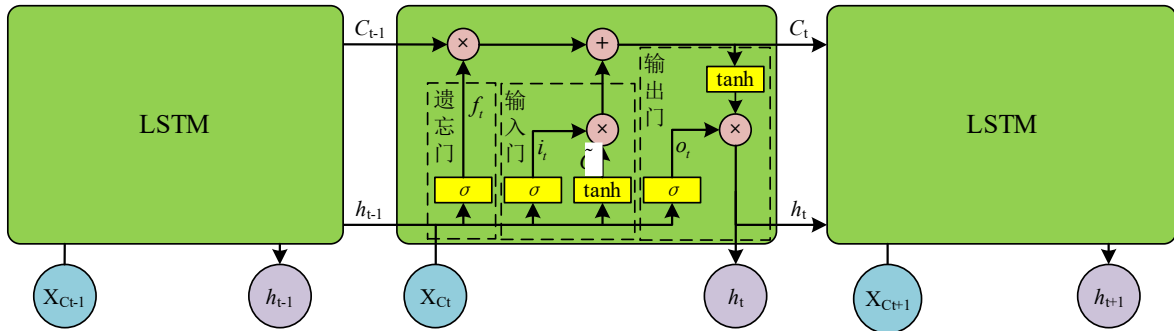 LSTM
C_{t-1}
h_{t-1}
X_{Ct-1}
h_{t-1}
×
+
遗忘门
f_t
输入门
i_t
×
输出门
tanh
×
o_t
σ
σ
tanh
σ
X_{Ct}
h_t
C_t
h_t
LSTM
X_{Ct+1}
h_{t+1}